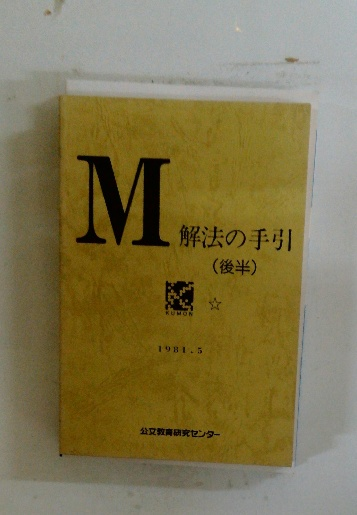 M 解法の手引
(後半)
KUMON
☆
1981.5
公文教育研究センター